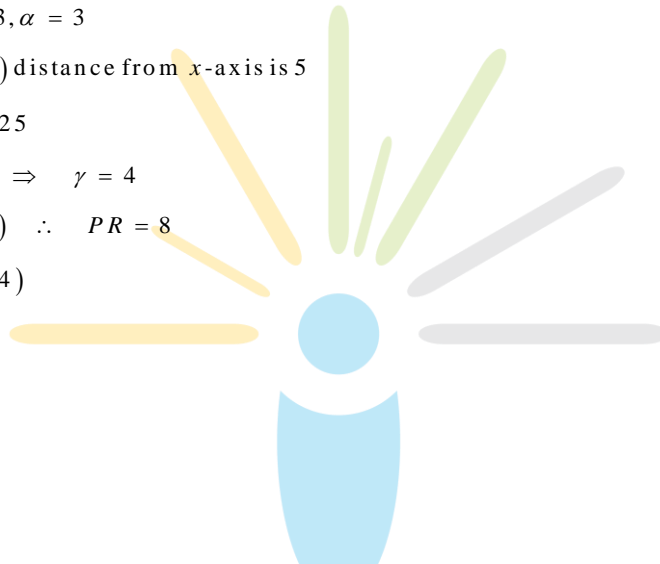 3, α = 3
) distance from x-axis is 5
25
⇒ γ = 4
) ∴ PR = 8
4)